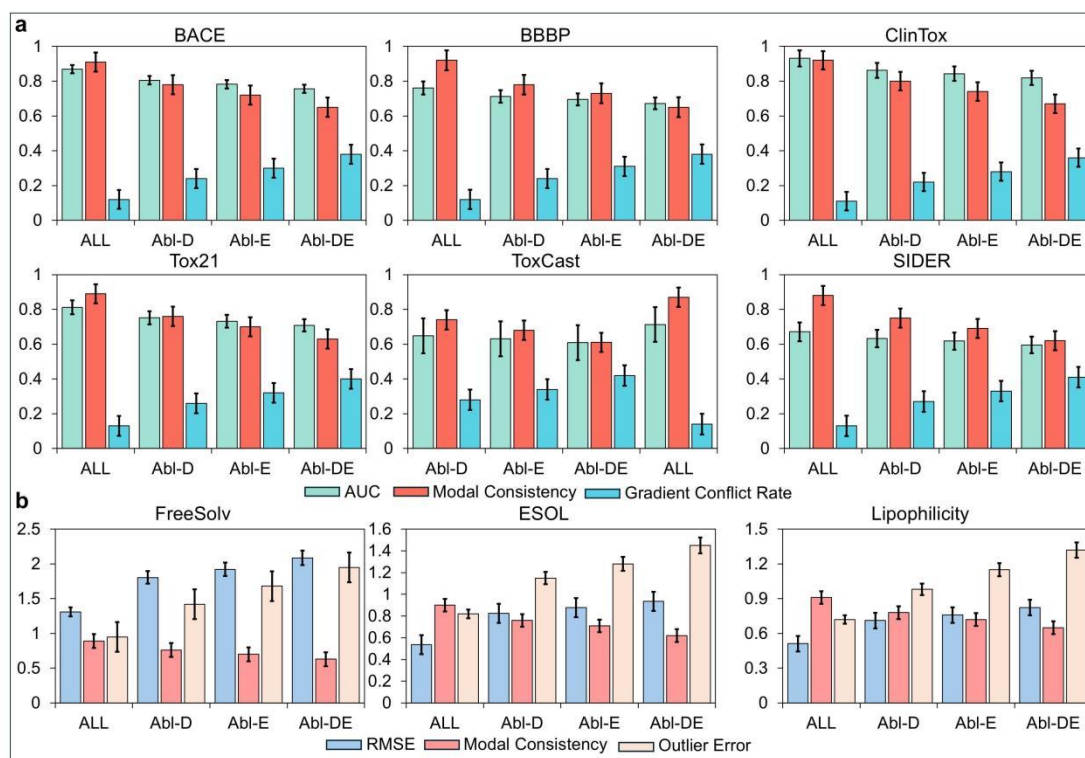 a
BACE BBBP ClinTox
1 1 1
0.8 0.8 0.8
0.6 0.6 0.6
0.4 0.4 0.4
0.2 0.2 0.2
0 0 0
ALL Abl-D Abl-E Abl-DE ALL Abl-D Abl-E Abl-DE ALL Abl-D Abl-E Abl-DE
Tox21 ToxCast SIDER
1 1 1
0.8 0.8 0.8
0.6 0.6 0.6
0.4 0.4 0.4
0.2 0.2 0.2
0 0 0
ALL Abl-D Abl-E Abl-DE Abl-D Abl-E Abl-DE ALL ALL Abl-D Abl-E Abl-DE
AUC Modal Consistency Gradient Conflict Rate
b
FreeSolv ESOL Lipophilicity
2.5 1.6 1.5
1.4
2 1.2 1.2
1.5 1 0.9
0.8
1 0.6 0.6
0.5 0.4 0.3
0.2
0 0 0
ALL Abl-D Abl-E Abl-DE ALL Abl-D Abl-E Abl-DE ALL Abl-D Abl-E Abl-DE
RMSE Modal Consistency Outlier Error